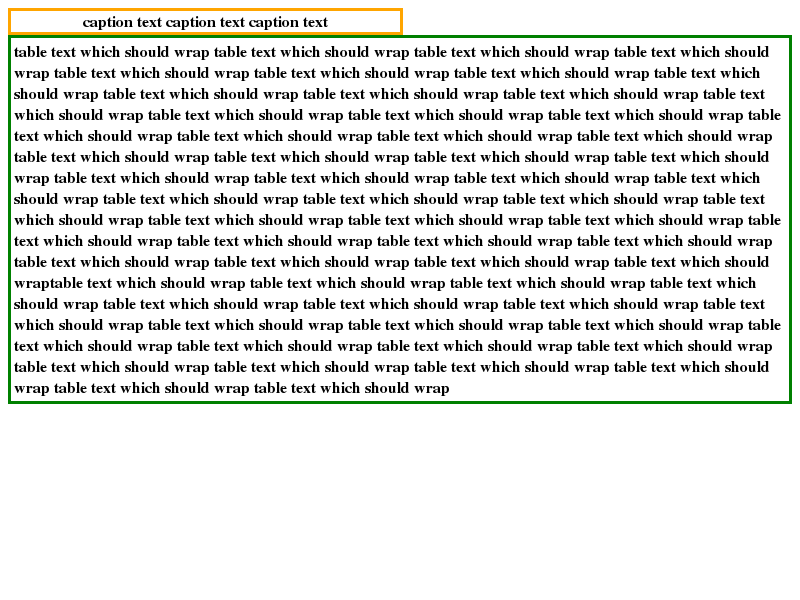 caption text caption text caption text
table text which should wrap table text which should wrap table text which should wrap table text which should
wrap table text which should wrap table text which should wrap table text which should wrap table text which
should wrap table text which should wrap table text which should wrap table text which should wrap table text
which should wrap table text which should wrap table text which should wrap table text which should wrap table
text which should wrap table text which should wrap table text which should wrap table text which should wrap
table text which should wrap table text which should wrap table text which should wrap table text which should
wrap table text which should wrap table text which should wrap table text which should wrap table text which
should wrap table text which should wrap table text which should wrap table text which should wrap table text
which should wrap table text which should wrap table text which should wrap table text which should wrap table
text which should wrap table text which should wrap table text which should wrap table text which should wrap
table text which should wrap table text which should wrap table text which should wrap table text which should
wraptable text which should wrap table text which should wrap table text which should wrap table text which
should wrap table text which should wrap table text which should wrap table text which should wrap table text
which should wrap table text which should wrap table text which should wrap table text which should wrap table
text which should wrap table text which should wrap table text which should wrap table text which should wrap
table text which should wrap table text which should wrap table text which should wrap table text which should
wrap table text which should wrap table text which should wrap